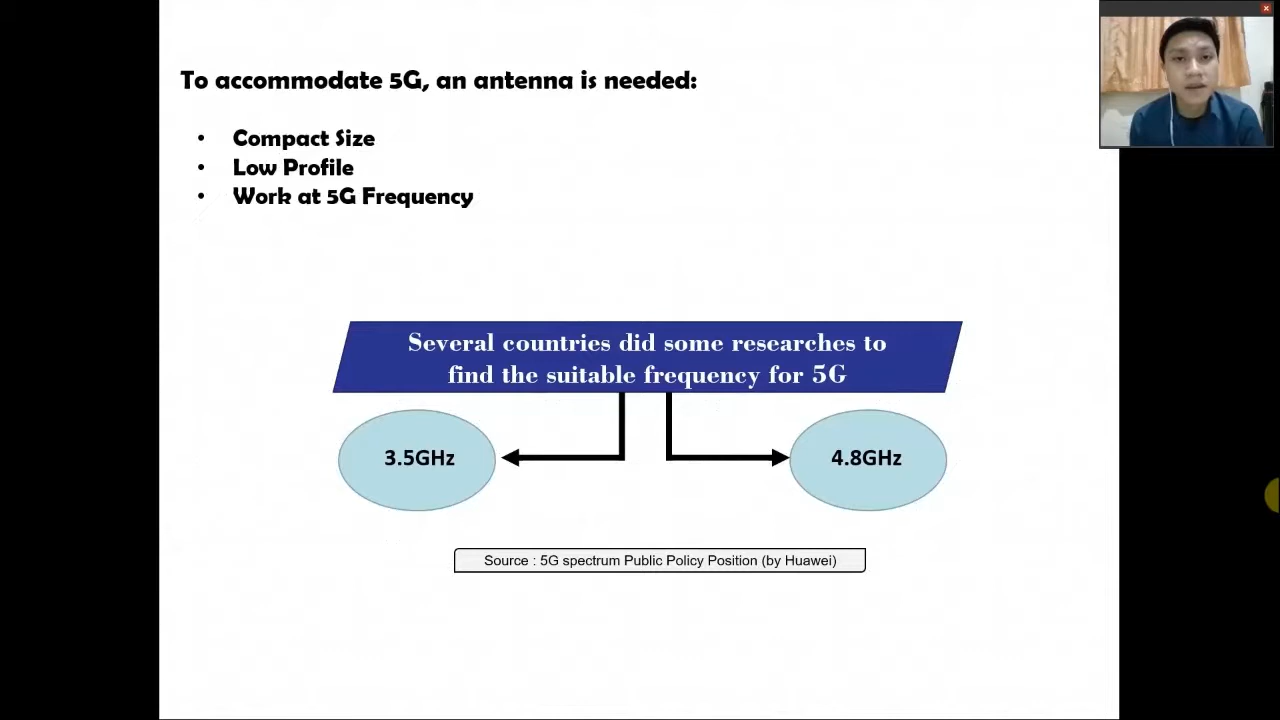 To accommodate 5G, an antenna is needed:
• Compact Size
• Low Profile
• Work at 5G Frequency
Several countries did some researches to
find the suitable frequency for 5G
3.5GHz
4.8GHz
Source : 5G spectrum Public Policy Position (by Huawei)